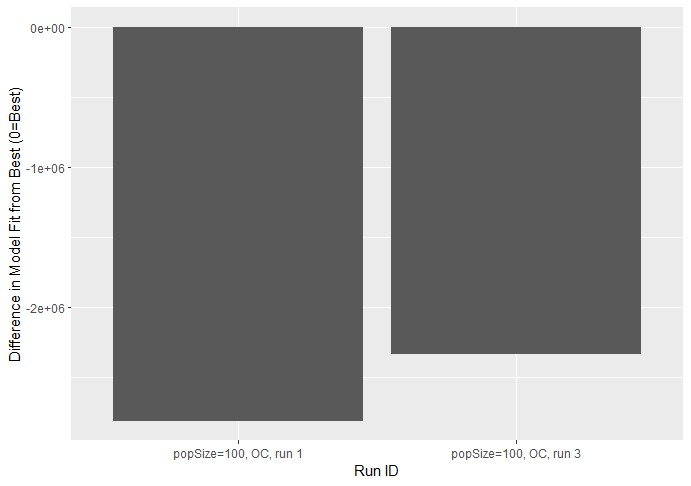 Difference in Model Fit from Best (0=Best)
0e+00
-1e+06
-2e+06
popSize=100, OC, run 1
popSize=100, OC, run 3
Run ID